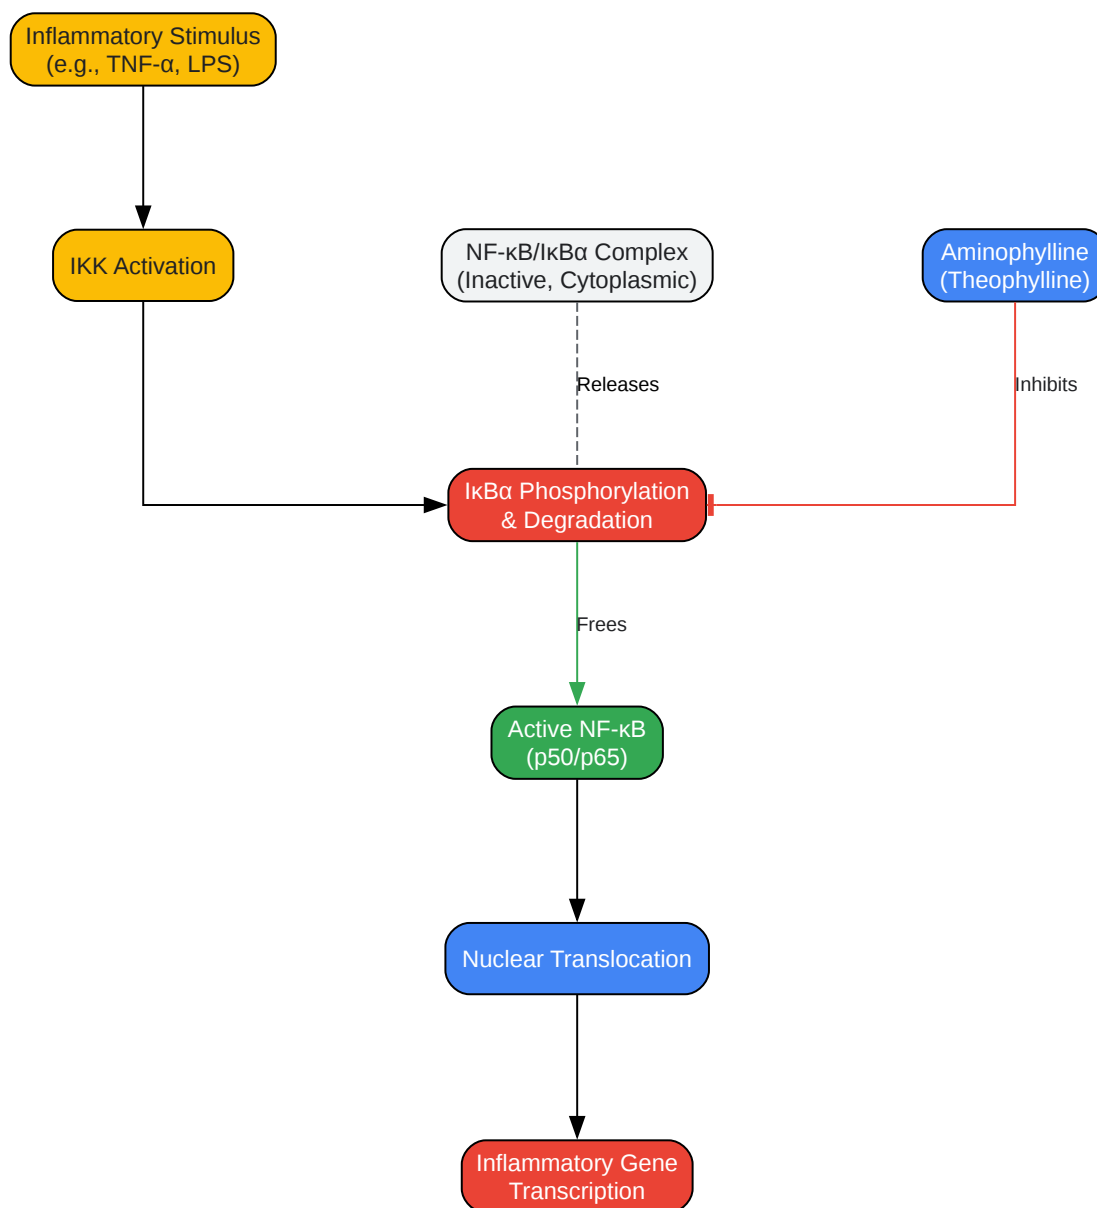 Inflammatory Stimulus
(e.g., TNF-α, LPS)
IKK Activation
NF-κB/IκBα Complex
(Inactive, Cytoplasmic)
Aminophylline
(Theophylline)
Releases
Inhibits
IκBα Phosphorylation
& Degradation
Frees
Active NF-κB
(p50/p65)
Nuclear Translocation
Inflammatory Gene
Transcription